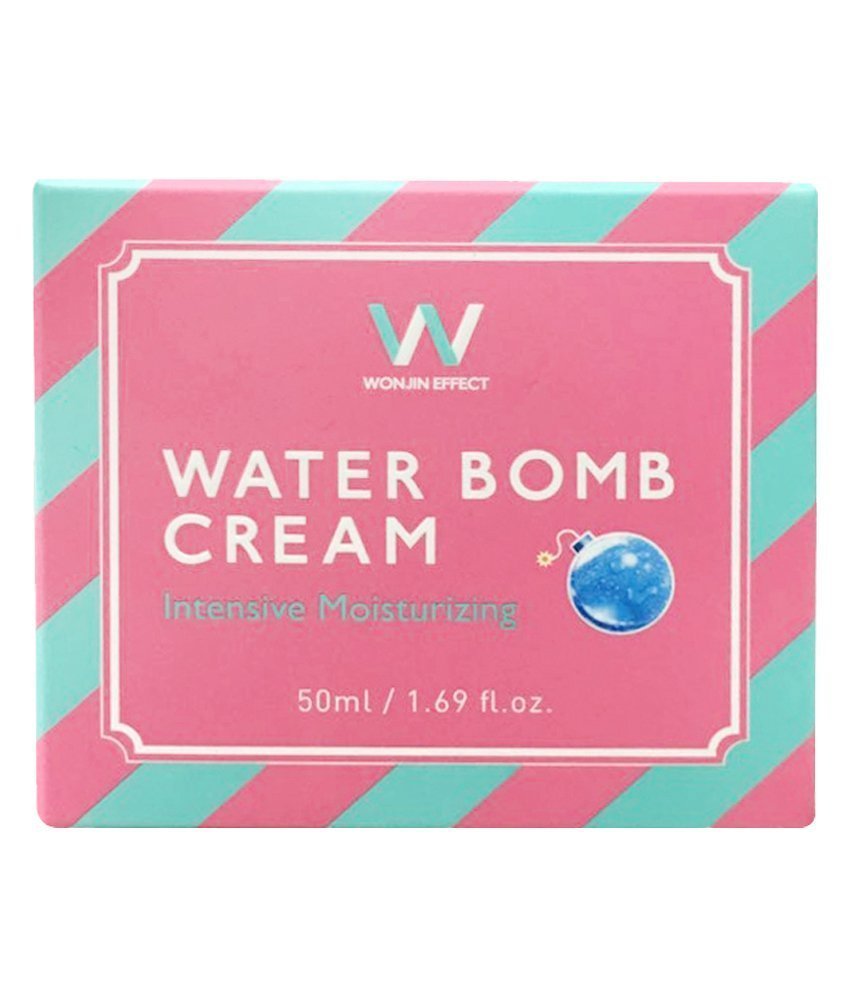 W
WONJIN EFFECT
WATER BOMB
CREAM
Intensive Moisturizing
50ml / 1.69 fl.oz.